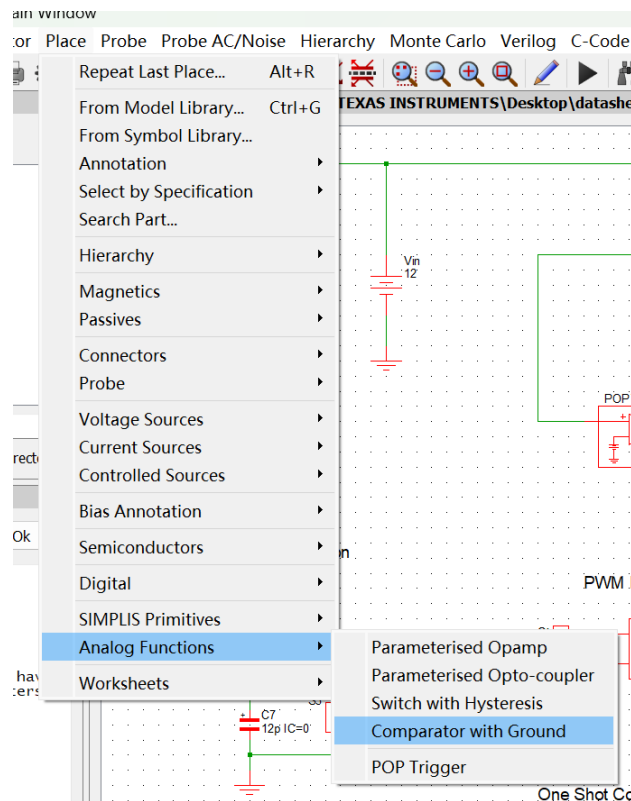 ain Window
tor Place Probe Probe AC/Noise Hierarchy Monte Carlo Verilog C-Code
Repeat Last Place... Alt+R
TEXAS INSTRUMENTS\Desktop\datashe
From Model Library... Ctrl+G
From Symbol Library...
Annotation
Select by Specification
Search Part...
Hierarchy
Vin
12
Magnetics
Passives
Connectors
Probe
POP
Voltage Sources
Current Sources
recto
Controlled Sources
Bias Annotation
Ok
Semiconductors
on
Digital
PWM
SIMPLIS Primitives
Analog Functions
Parameterised Opamp
hav
Parameterised Opto-coupler
ters
Worksheets
Switch with Hysteresis
C7
12p IC=0
Comparator with Ground
POP Trigger
One Shot Co